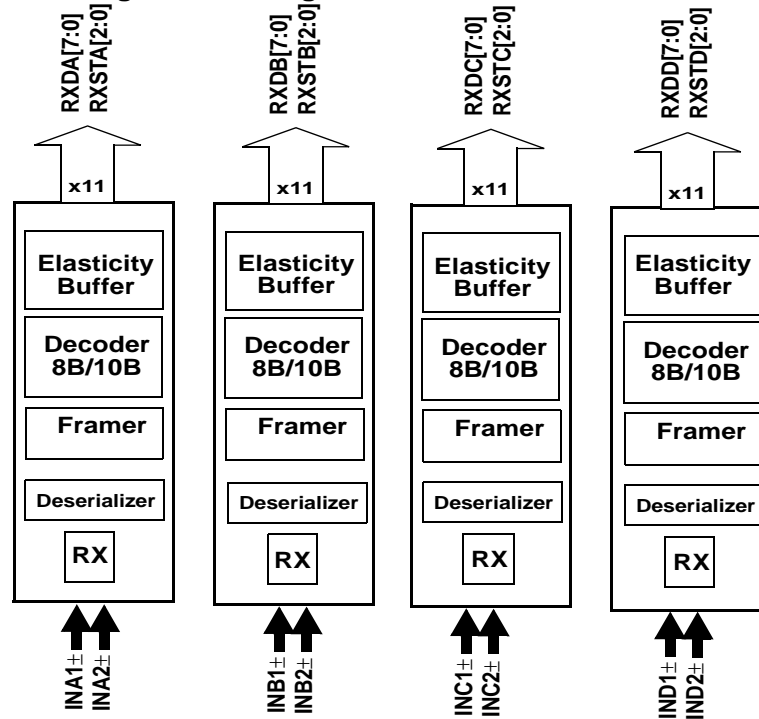 RXDA[7:0]
RXSTA[2:0]
RXDB[7:0]
RXSTB[2:0]
RXDC[7:0]
RXSTC[2:0]
RXDD[7:0]
RXSTD[2:0]
x11
x11
x11
x11
Elasticity
Buffer
Elasticity
Buffer
Elasticity
Buffer
Elasticity
Buffer
Decoder
8B/10B
Decoder
8B/10B
Decoder
8B/10B
Decoder
8B/10B
Framer
Framer
Framer
Framer
Deserializer
Deserializer
Deserializer
Deserializer
RX
RX
RX
RX
INA1±
INA2±
INB1±
INB2±
INC1±
INC2±
IND1±
IND2±